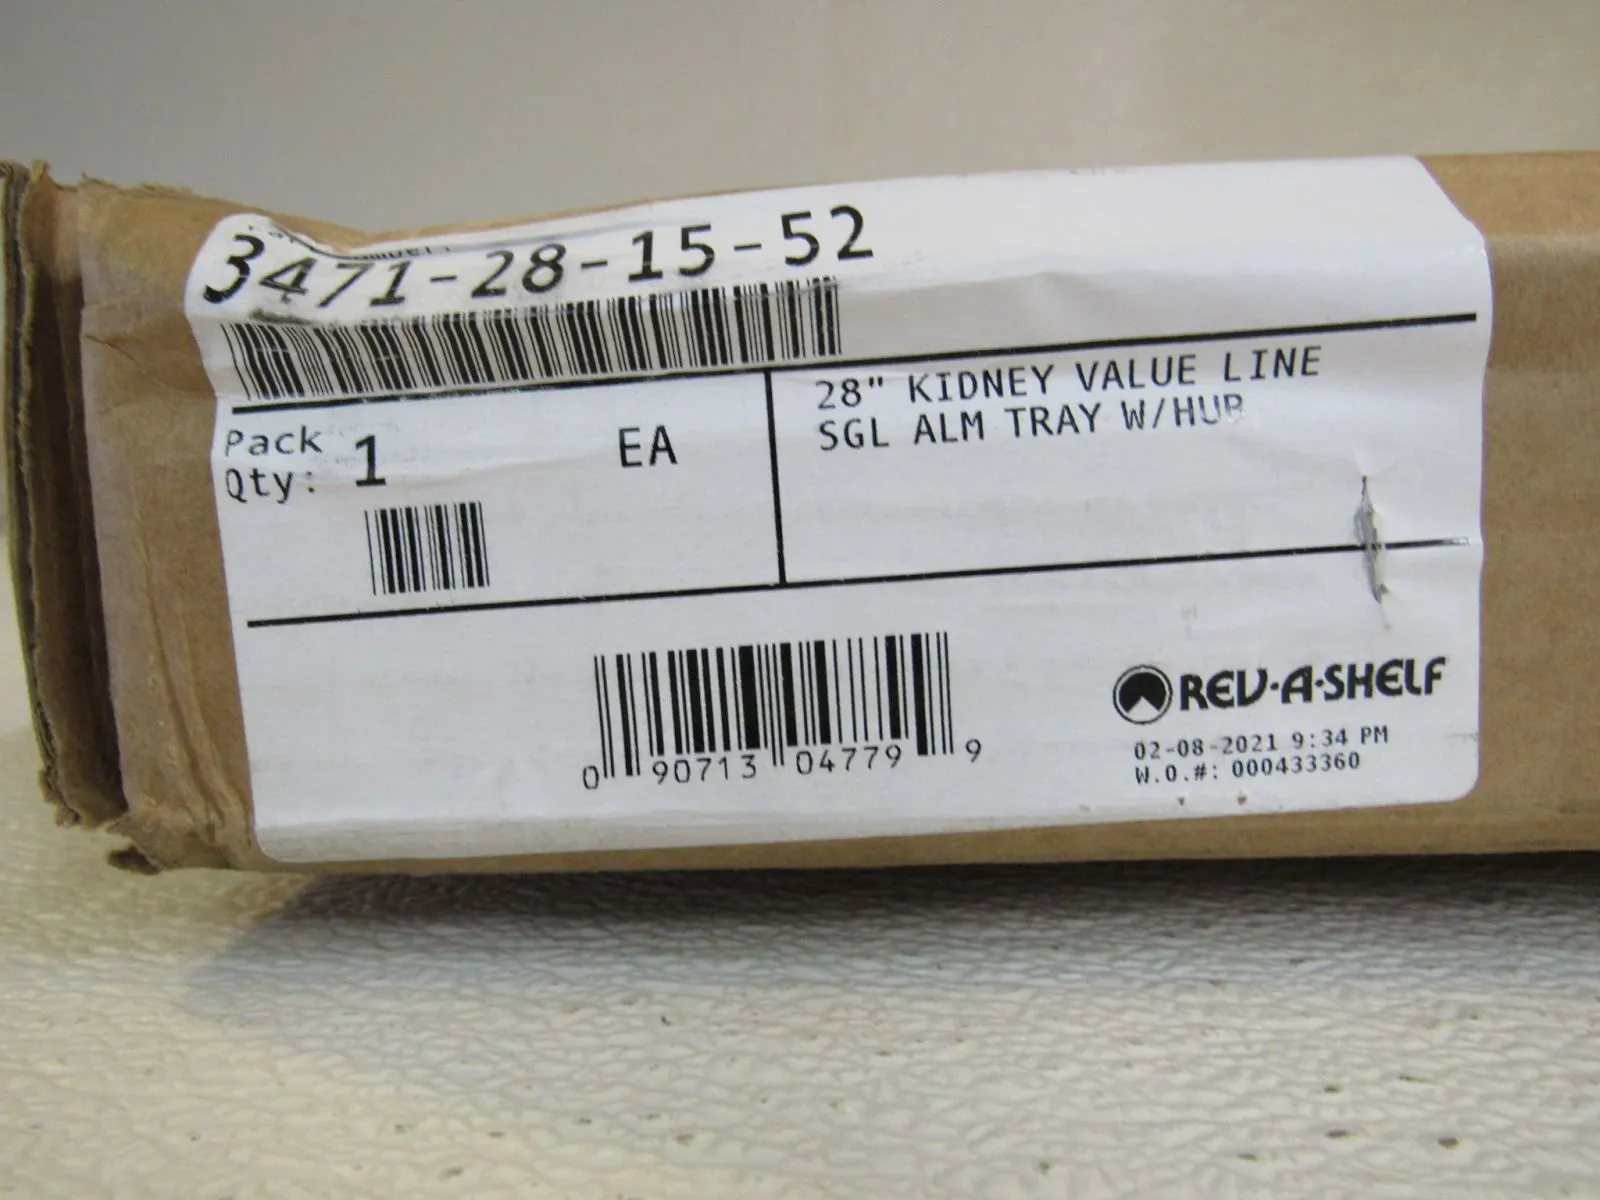 3471-28-15-52
Pack
Qty: 1 EA
28" KIDNEY VALUE LINE
SGL ALM TRAY W/HUB
0 90713 04779 9
REV-A-SHELF
02-08-2021 9:34 PM
W.O.#: 000433360